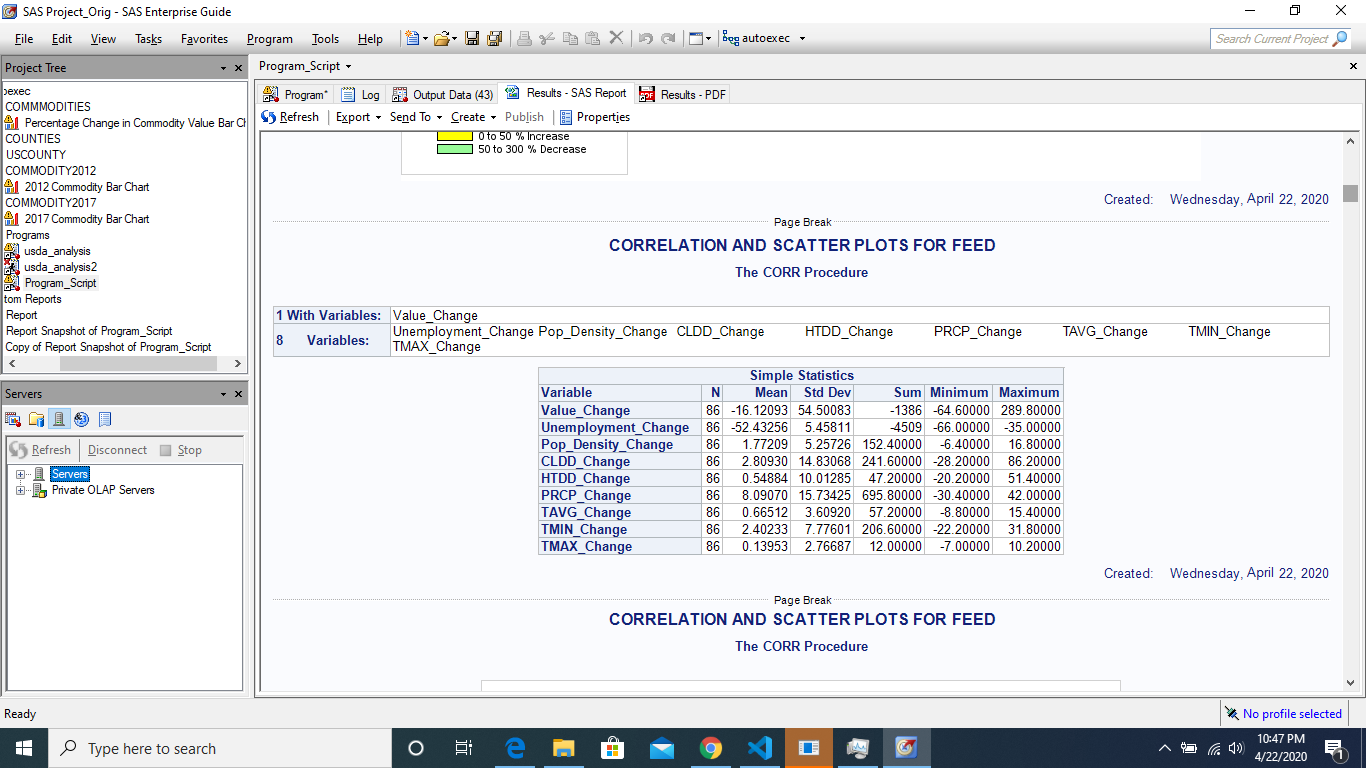 SAS Project_Orig - SAS Enterprise Guide
File Edit View Tasks Favorites Program Tools Help autoexec Search Current Project
Project Tree
oexec
COMMMODITIES
Percentage Change in Commodity Value Bar Ch
COUNTIES
USCOUNTY
COMMODITY2012
2012 Commodity Bar Chart
COMMODITY2017
2017 Commodity Bar Chart
Programs
usda_analysis
usda_analysis2
Program_Script
tom Reports
Report
Report Snapshot of Program_Script
Copy of Report Snapshot of Program_Script
Servers
Refresh Disconnect Stop
Servers
Private OLAP Servers
Program_Script
Program* Log Output Data (43) Results - SAS Report Results - PDF
Refresh Export Send To Create Publish Properties
0 to 50 % Increase
50 to 300 % Decrease
Created: Wednesday, April 22, 2020
Page Break
CORRELATION AND SCATTER PLOTS FOR FEED
The CORR Procedure
1 With Variables: Value_Change
8 Variables: Unemployment_Change Pop_Density_Change CLDD_Change HTDD_Change PRCP_Change TAVG_Change TMIN_Change
TMAX_Change
Simple Statistics
Variable N Mean Std Dev Sum Minimum Maximum
Value_Change 86 -16.12093 54.50083 -1386 -64.60000 289.80000
Unemployment_Change 86 -52.43256 5.45811 -4509 -66.00000 -35.00000
Pop_Density_Change 86 1.77209 5.25726 152.40000 -6.40000 16.80000
CLDD_Change 86 2.80930 14.83068 241.60000 -28.20000 86.20000
HTDD_Change 86 0.54884 10.01285 47.20000 -20.20000 51.40000
PRCP_Change 86 8.09070 15.73425 695.80000 -30.40000 42.00000
TAVG_Change 86 0.66512 3.60920 57.20000 -8.80000 15.40000
TMIN_Change 86 2.40233 7.77601 206.60000 -22.20000 31.80000
TMAX_Change 86 0.13953 2.76687 12.00000 -7.00000 10.20000
Created: Wednesday, April 22, 2020
Page Break
CORRELATION AND SCATTER PLOTS FOR FEED
The CORR Procedure
Ready
No profile selected
Type here to search
10:47 PM
4/22/2020
1